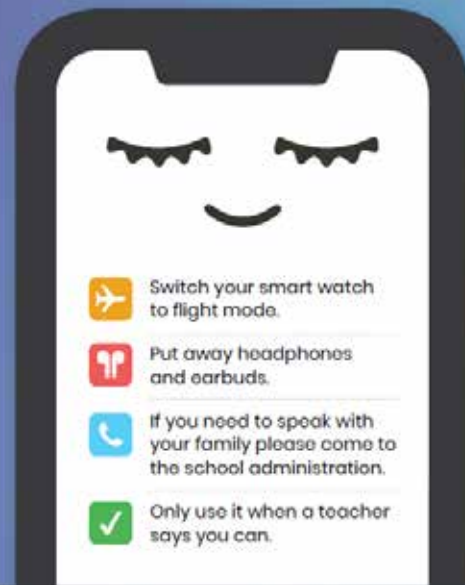 Switch your smart watch
to flight mode.
Put away headphones
and earbuds.
If you need to speak with
your family please come to
the school administration.
Only use it when a teacher
says you can.